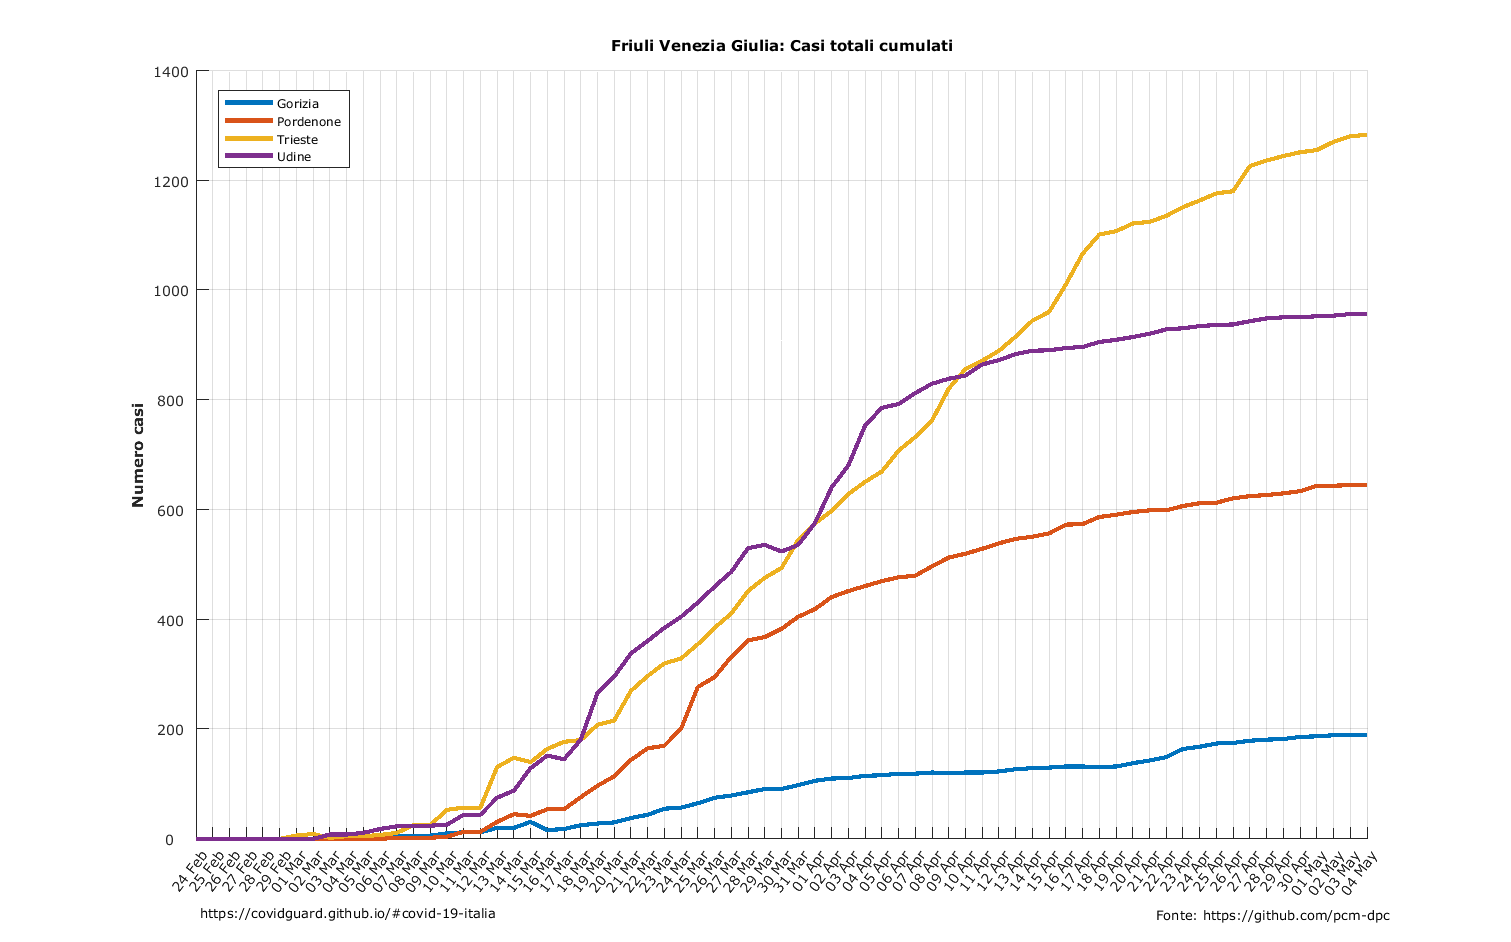 Friuli Venezia Giulia: Casi totali cumulati
1400
1200
1000
800
600
400
200
0
Numero casi
Gorizia
Pordenone
Trieste
Udine
24 Feb
25 Feb
26 Feb
27 Feb
28 Feb
29 Feb
01 Mar
02 Mar
03 Mar
04 Mar
05 Mar
06 Mar
07 Mar
08 Mar
09 Mar
10 Mar
11 Mar
12 Mar
13 Mar
14 Mar
15 Mar
16 Mar
17 Mar
18 Mar
19 Mar
20 Mar
21 Mar
22 Mar
23 Mar
24 Mar
25 Mar
26 Mar
27 Mar
28 Mar
29 Mar
30 Mar
31 Mar
01 Apr
02 Apr
03 Apr
04 Apr
05 Apr
06 Apr
07 Apr
08 Apr
09 Apr
10 Apr
11 Apr
12 Apr
13 Apr
14 Apr
15 Apr
16 Apr
17 Apr
18 Apr
19 Apr
20 Apr
21 Apr
22 Apr
23 Apr
24 Apr
25 Apr
26 Apr
27 Apr
28 Apr
29 Apr
30 Apr
01 May
02 May
03 May
04 May
https://covidguard.github.io/#covid-19-italia
Fonte: https://github.com/pcm-dpc